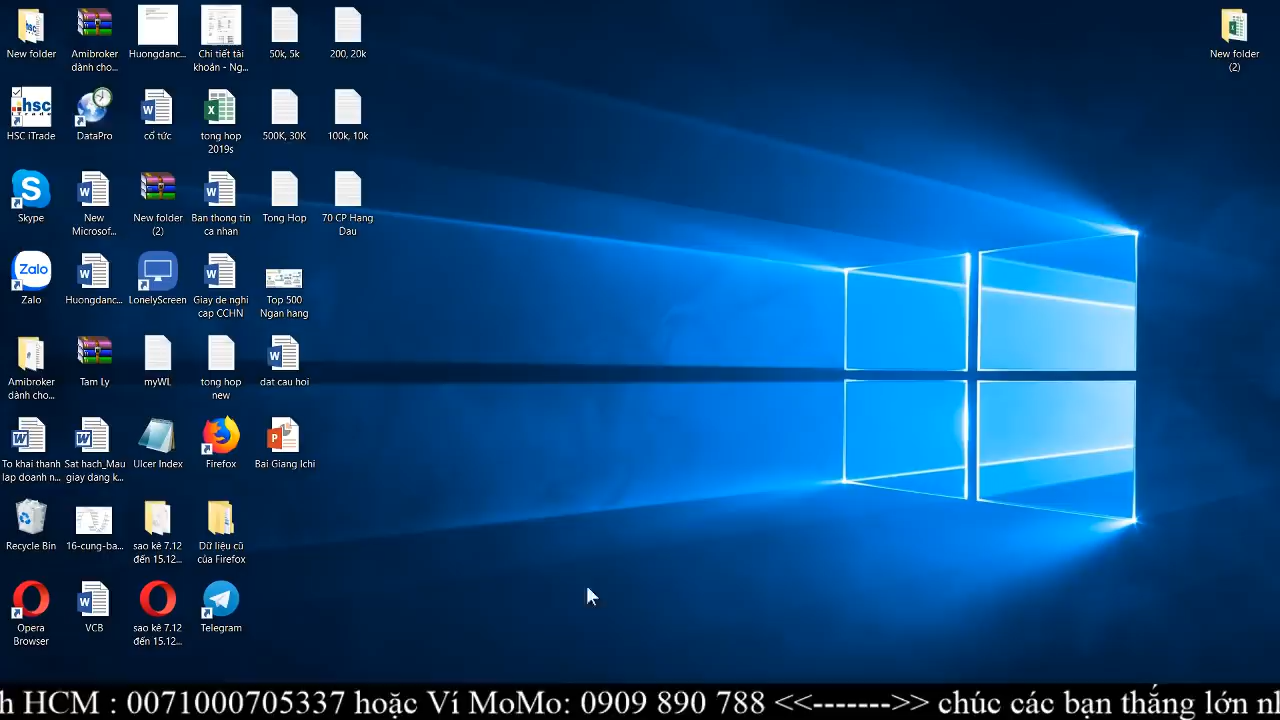 New folder
Amibroker
dành cho...
Huongdanc...
Chi tiết tài
khoản - Ng...
50k, 5k
200, 20k
New folder
(2)
hsc
HSC iTrade
DataPro
cổ tức
tong hop
2019s
500K, 30K
100k, 10k
Skype
New
Microsof...
New folder
(2)
Ban thong tin
ca nhan
Tong Hop
70 CP Hang
Dau
Zalo
Zalo
Huongdanc...
LonelyScreen
Giay de nghi
cap CCHN
Top 500
Ngan hang
Amibroker
dành cho...
Tam Ly
myWL
tong hop
new
dat cau hoi
To khai thanh
lap doanh n...
Sat hach_Mau
giay dang k...
Ulcer Index
Firefox
Bai Giang Ichi
Recycle Bin
16-cung-ba...
sao kê 7.12
đến 15.12...
Dữ liệu cũ
của Firefox
Opera
Browser
VCB
sao kê 7.12
đến 15.12...
Telegram
h HCM : 0071000705337 hoặc Ví MoMo: 0909 890 788 <<------->> chúc các bạn thắng lớn nh